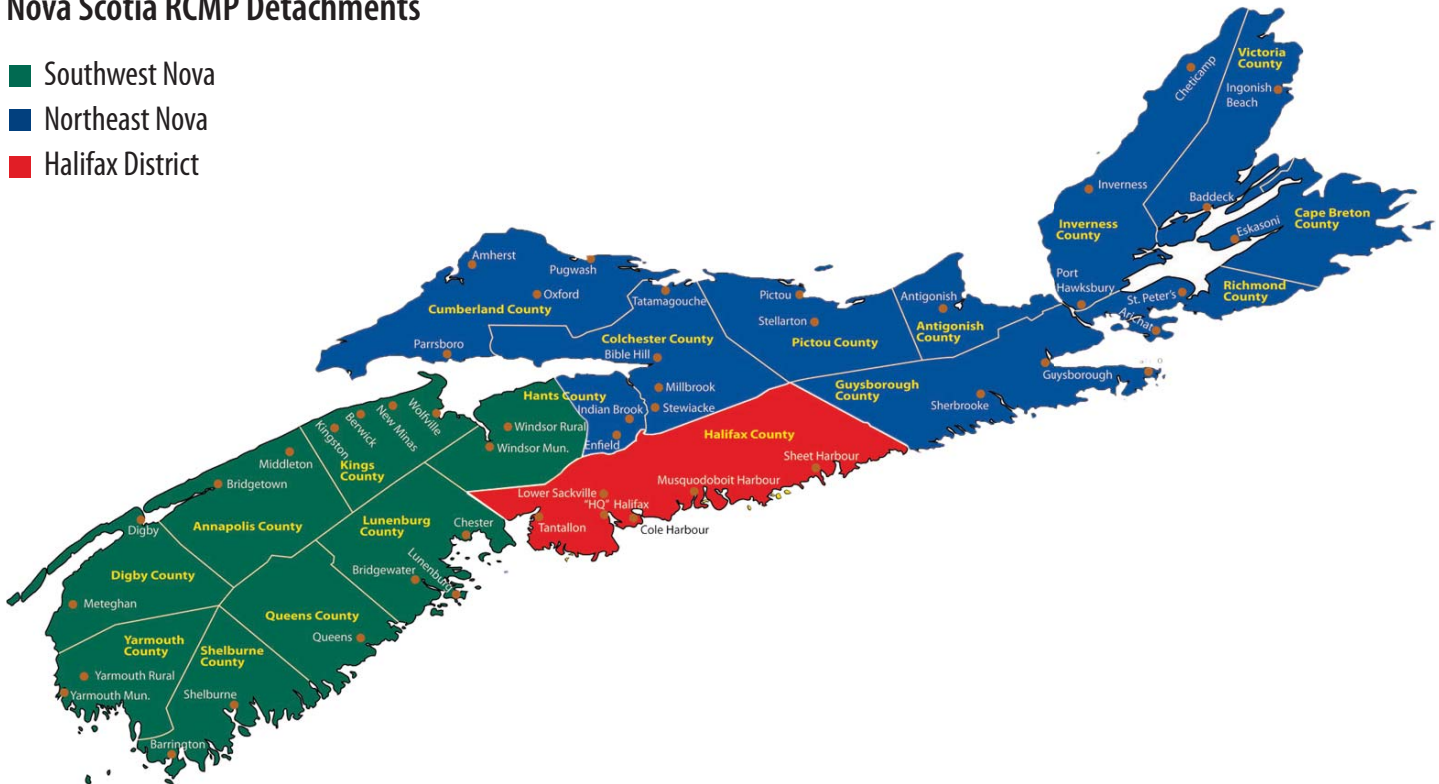 Nova Scotia RCMP Detachments
Southwest Nova
Northeast Nova
Halifax District
Victoria
County
Cheticamp
Ingonish
Beach
Inverness
Baddeck
Inverness
County
Eskasoni
Cape Breton
County
Port
Hawksbury
St. Peter's
Richmond
County
Arichat
Amherst
Pugwash
Oxford
Cumberland County
Tatamagouche
Parrsboro
Colchester County
Bible Hill
Pictou
Stellarton
Pictou County
Antigonish
Antigonish
County
Guysborough
County
Guysborough
Sherbrooke
Millbrook
Stewiacke
Hants County
Indian Brook
Enfield
Windsor Rural
Windsor Mun.
Wolfville
New Minas
Berwick
Kingston
Kings
County
Middleton
Bridgetown
Annapolis County
Digby
Digby County
Meteghan
Halifax County
Sheet Harbour
Musquodoboit Harbour
Lower Sackville
"HQ" Halifax
Tantallon
Cole Harbour
Lunenburg
County
Chester
Bridgewater
Lunenburg
Queens County
Queens
Yarmouth
County
Shelburne
County
Yarmouth Rural
Yarmouth Mun.
Shelburne
Barrington